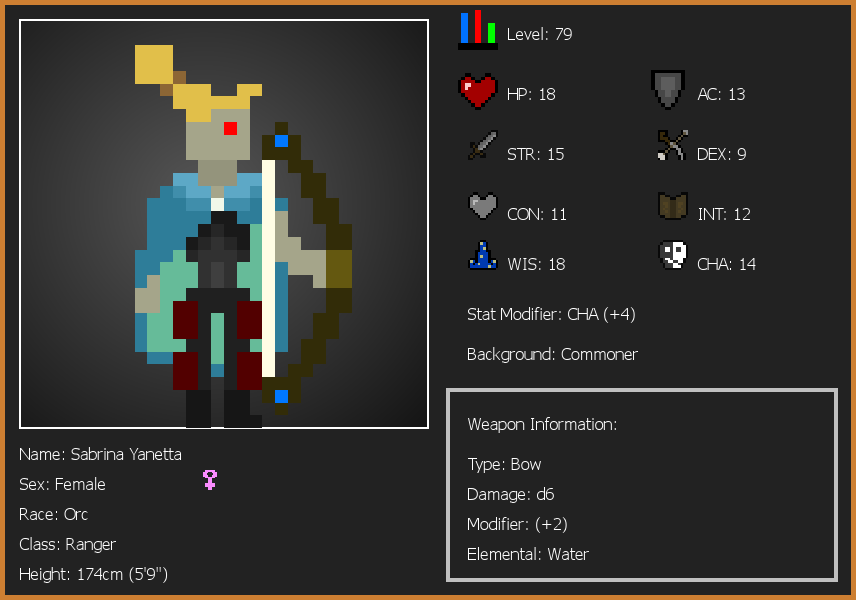 Level: 79
HP: 18
AC: 13
STR: 15
DEX: 9
CON: 11
INT: 12
WIS: 18
CHA: 14
Stat Modifier: CHA (+4)
Background: Commoner
Weapon Information:
Type: Bow
Damage: d6
Modifier: (+2)
Elemental: Water
Name: Sabrina Yanetta
Sex: Female
Race: Orc
Class: Ranger
Height: 174cm (5'9")